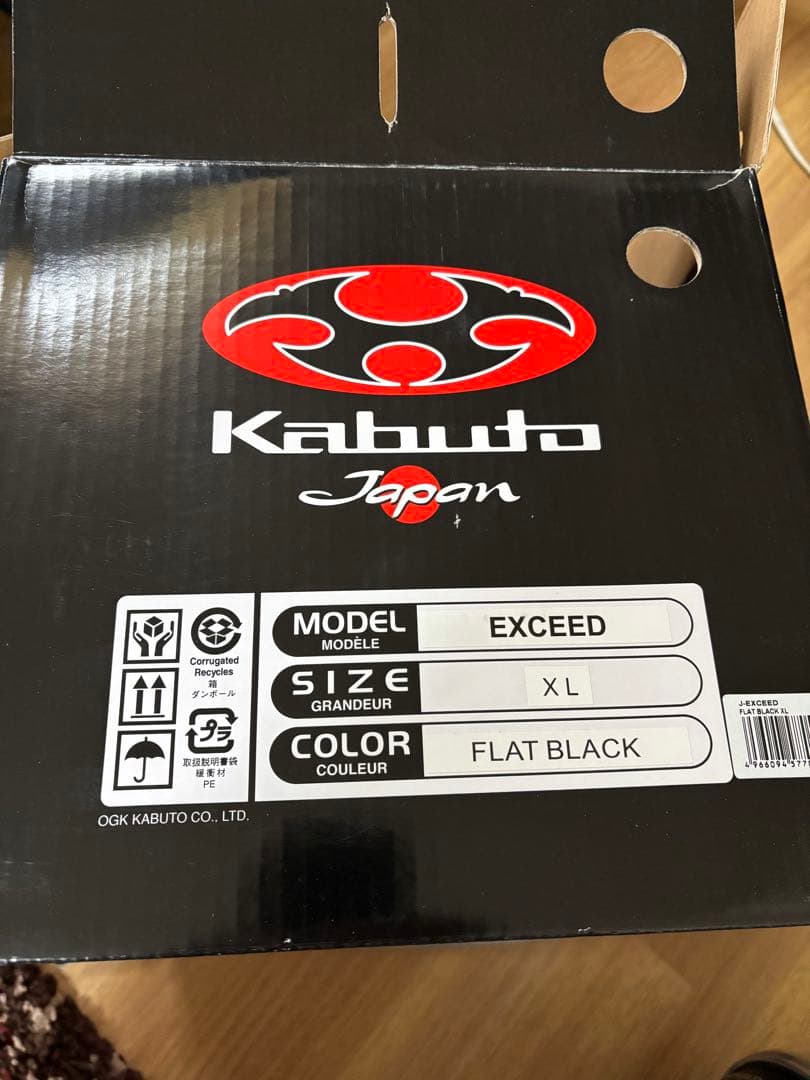 Kabuto
Japan
Corrugated
Recycles
箱
ダンボール
プラ
取扱説明書袋
緩衝材
PE
MODEL
MODÈLE
EXCEED
SIZE
GRANDEUR
XL
COLOR
COULEUR
FLAT BLACK
J-EXCEED
FLAT BLACK XL
OGK KABUTO CO., LTD.